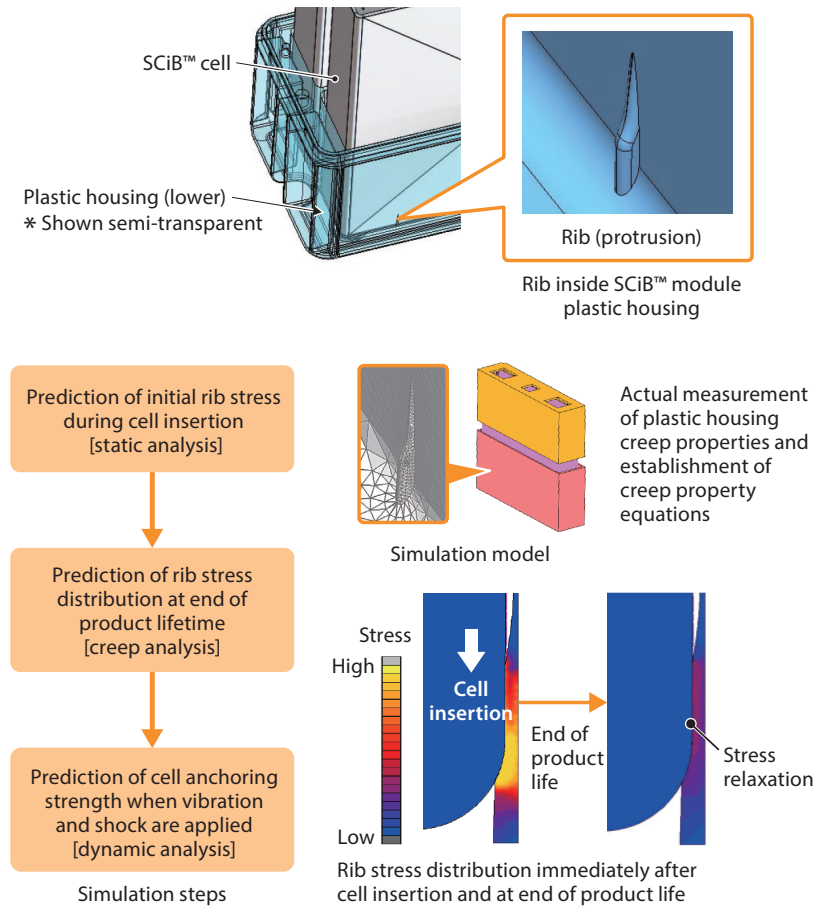 SCiB™ cell
Plastic housing (lower)
* Shown semi-transparent
Rib (protrusion)
Rib inside SCiB™ module
plastic housing
Prediction of initial rib stress
during cell insertion
[static analysis]
Prediction of rib stress
distribution at end of
product lifetime
[creep analysis]
Prediction of cell anchoring
strength when vibration
and shock are applied
[dynamic analysis]
Simulation steps
Simulation model
Actual measurement
of plastic housing
creep properties and
establishment of
creep property
equations
Stress
High
Low
Cell
insertion
End of
product
life
Stress
relaxation
Rib stress distribution immediately after
cell insertion and at end of product life